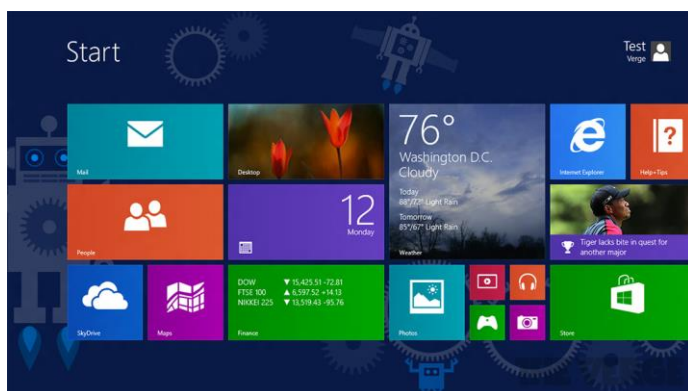 Start
Test
Verge
Mail
Desktop
76°
Washington D.C.
Cloudy
Today
88°/72° Light Rain
Tomorrow
85°/67° Light Rain
Weather
Internet Explorer
Help+Tips
People
12
Monday
Tiger lacks bite in quest for
another major
SkyDrive
Maps
DOW ▼ 15,425.51 -72.81
FTSE 100 ▲ 6,597.52 +14.13
NIKKEI 225 ▼ 13,519.43 -95.76
Finance
Photos
Store